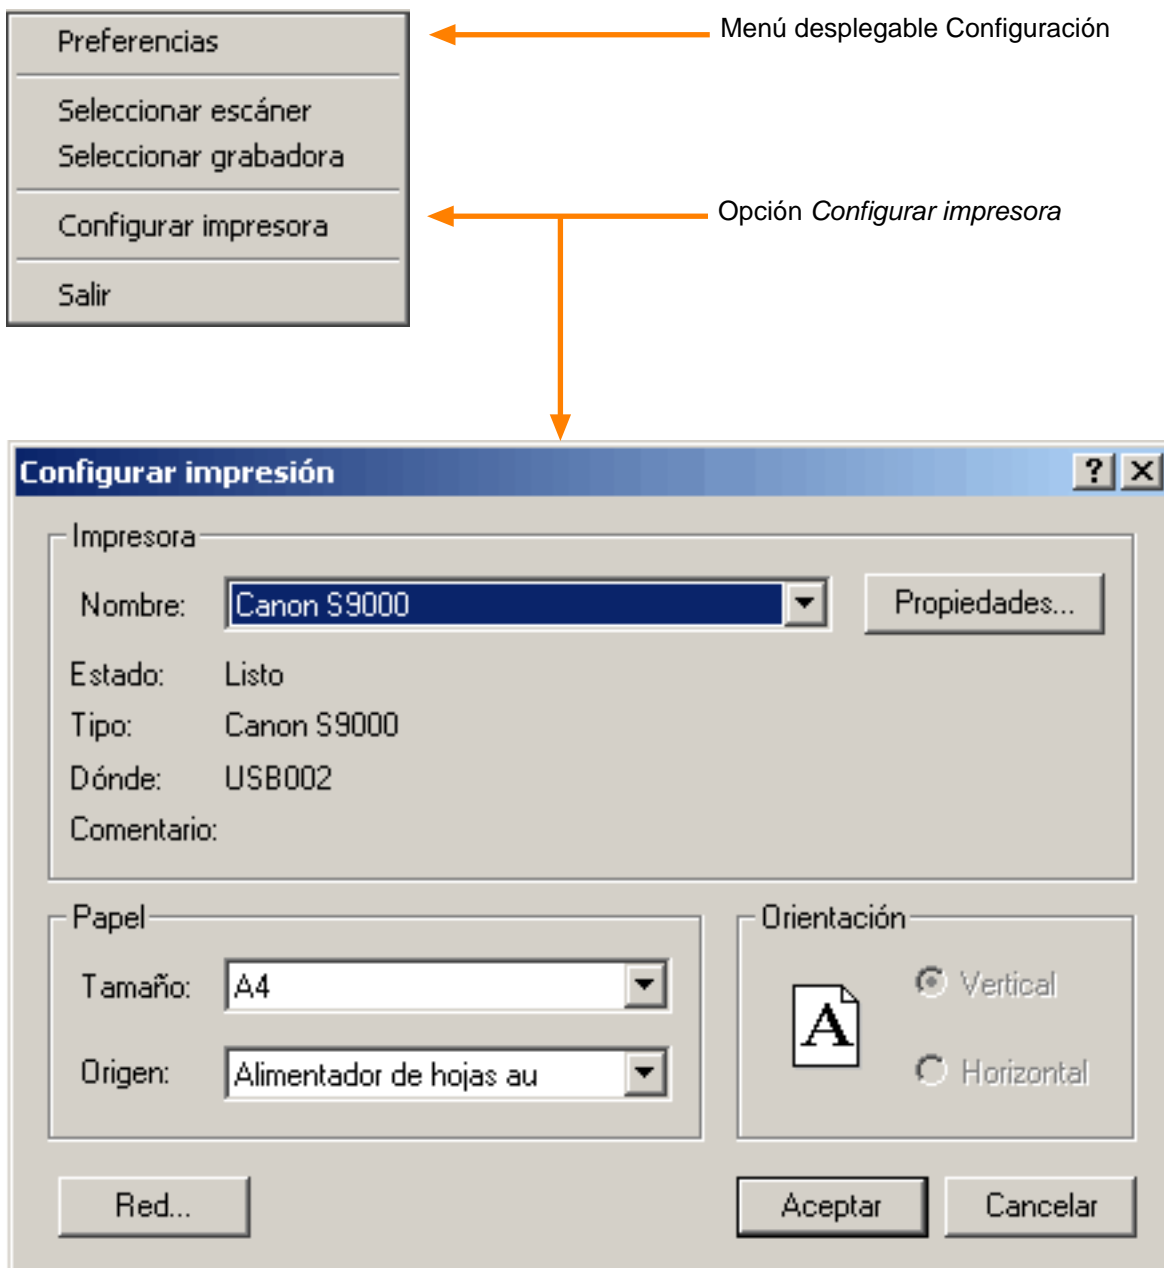 Preferencias
Menú desplegable Configuración
Seleccionar escáner
Seleccionar grabadora
Configurar impresora
Opción Configurar impresora
Salir
Configurar impresión
Impresora
Nombre: Canon S9000 Propiedades...
Estado: Listo
Tipo: Canon S9000
Dónde: USB002
Comentario:
Papel
Tamaño: A4
Origen: Alimentador de hojas au
Orientación
A
Vertical
Horizontal
Red... Aceptar Cancelar